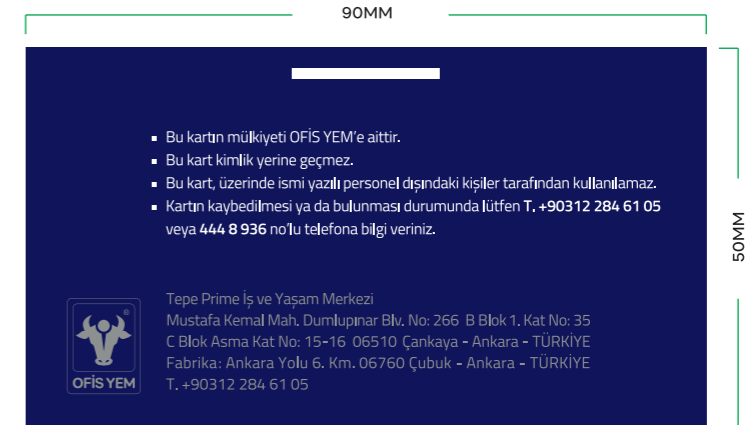 90MM
▪ Bu kartın mülkiyeti OFİS YEM'e aittir.
▪ Bu kart kimlik yerine geçmez.
▪ Bu kart, üzerinde ismi yazılı personel dışındaki kişiler tarafından kullanılamaz.
▪ Kartın kaybedilmesi ya da bulunması durumunda lütfen T. +90312 284 61 05
veya 444 8 936 no'lu telefona bilgi veriniz.
50MM
OFİS YEM
Tepe Prime İş ve Yaşam Merkezi
Mustafa Kemal Mah. Dumlupınar Blv. No: 266 B Blok 1. Kat No: 35
C Blok Asma Kat No: 15-16 06510 Çankaya - Ankara - TÜRKİYE
Fabrika: Ankara Yolu 6. Km. 06760 Çubuk - Ankara - TÜRKİYE
T. +90312 284 61 05